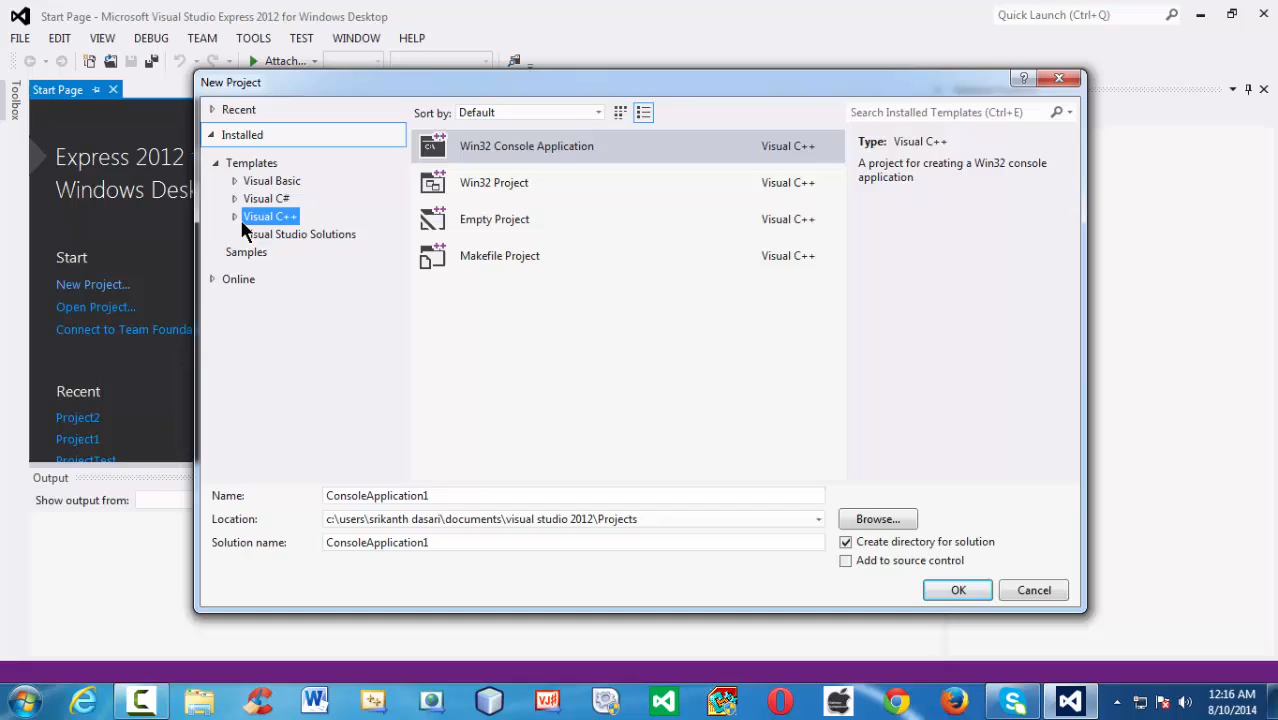 Start Page - Microsoft Visual Studio Express 2012 for Windows Desktop
Quick Launch (Ctrl+Q)
FILE EDIT VIEW DEBUG TEAM TOOLS TEST WINDOW HELP
Attach...
Toolbox
Start Page
Express 2012 f
Windows Desk
Start
New Project...
Open Project...
Connect to Team Founda
Recent
Project2
Project1
ProjectTest
Output
Show output from:
New Project
Recent
Installed
Templates
Visual Basic
Visual C#
Visual C++
sual Studio Solutions
Samples
Online
Sort by: Default
Search Installed Templates (Ctrl+E)
Win32 Console Application Visual C++
Win32 Project Visual C++
Empty Project Visual C++
Makefile Project Visual C++
Type: Visual C++
A project for creating a Win32 console
application
Name: ConsoleApplication1
Location: c:\users\srikanth dasari\documents\visual studio 2012\Projects
Browse...
Solution name: ConsoleApplication1
Create directory for solution
Add to source control
OK Cancel
12:16 AM
8/10/2014